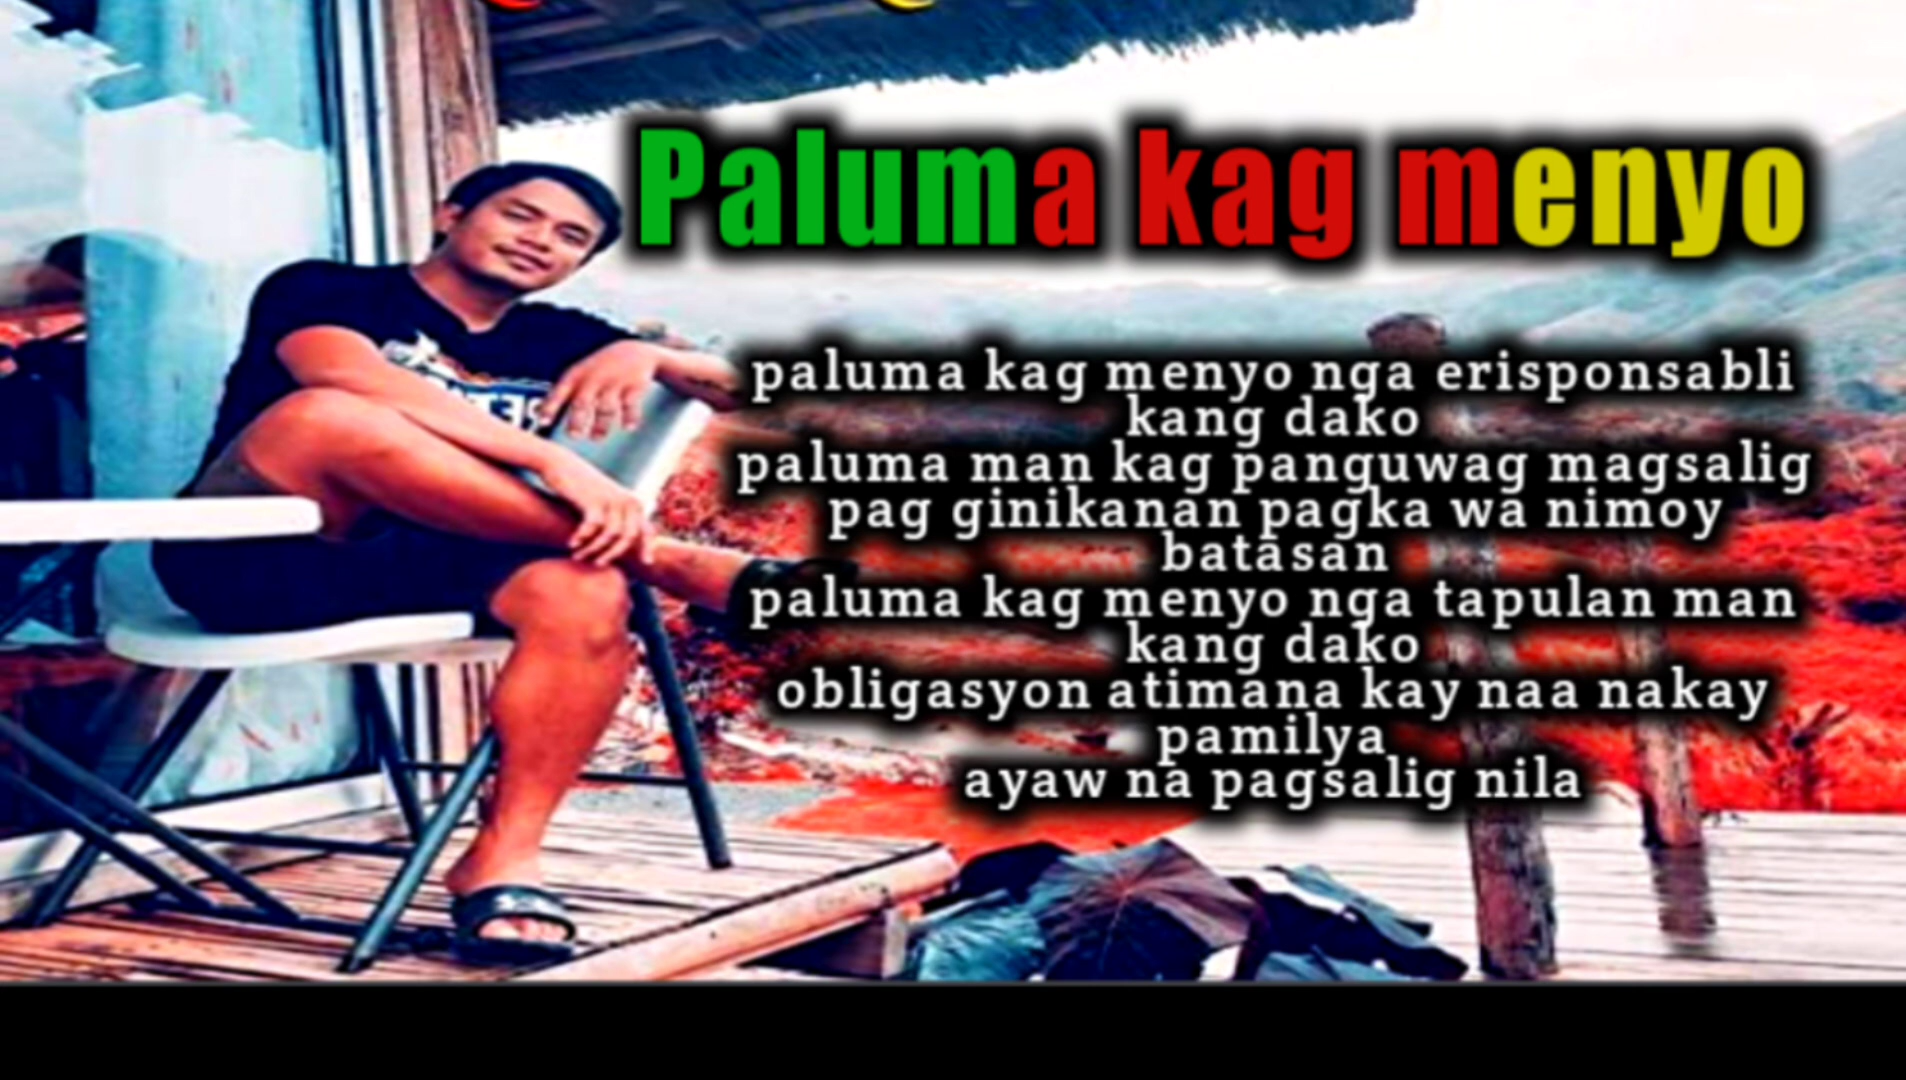 Paluma kag menyo
paluma kag menyo nga erisponsabli
kang dako
paluma man kag panguwag magsalig
pag ginikanan pagka wa nimoy
batasan
paluma kag menyo nga tapulan man
kang dako
obligasyon atimana kay naa nakay
pamilya
ayaw na pagsalig nila